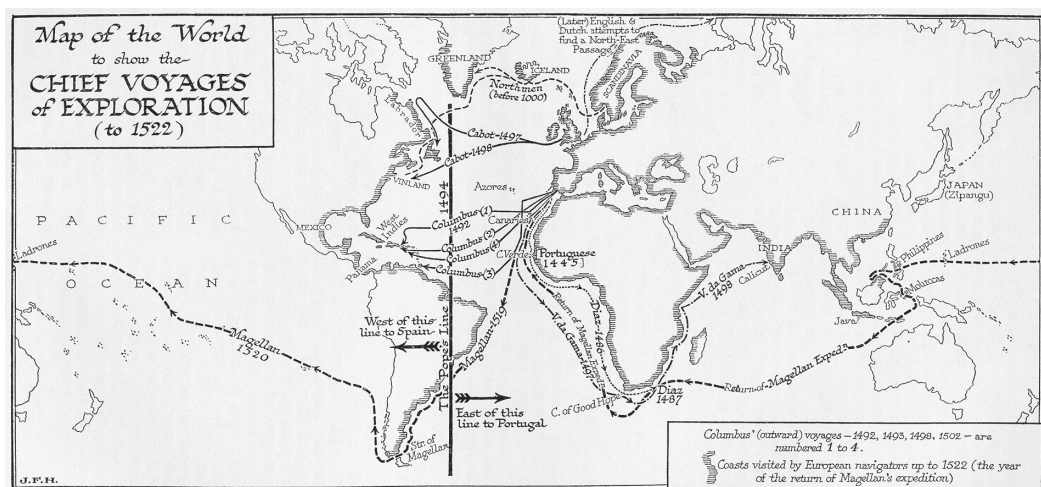 Map of the World
to show the
CHIEF VOYAGES
of EXPLORATION
(to 1522)
(Later) English &
Dutch attempts to
find a North-East
Passage
GREENLAND
ICELAND
SCANDINAVIA
Northmen
(before 1000)
Labrador
Cabot-1497
Cabot-1498
VINLAND
1494
Azores
JAPAN
(Zipangu)
PACIFIC
OCEAN
CHINA
MEXICO
West
Indies
Columbus (1)
1492
Canaries
Columbus (2)
Columbus (4)
Columbus (3)
C. Verde
Portuguese
1445
INDIA
Calicut
V. da Gama
1498
Philippines
Ladrones
Ladrones
Panama
Moluccas
Java
West of this
line to Spain
The Pope's Line
Magellan-1519
V. da Gama-1497
Return of Magellan Exped.n
Diaz-1486
Magellan
1520
Return of Magellan Exped.n
Diaz
1487
C. of Good Hope
East of this
line to Portugal
Str of
Magellan
Columbus' (outward) voyages – 1492, 1493, 1498, 1502 – are
numbered 1 to 4.
Coasts visited by European navigators up to 1522 (the year
of the return of Magellan's expedition)
J.F.H.